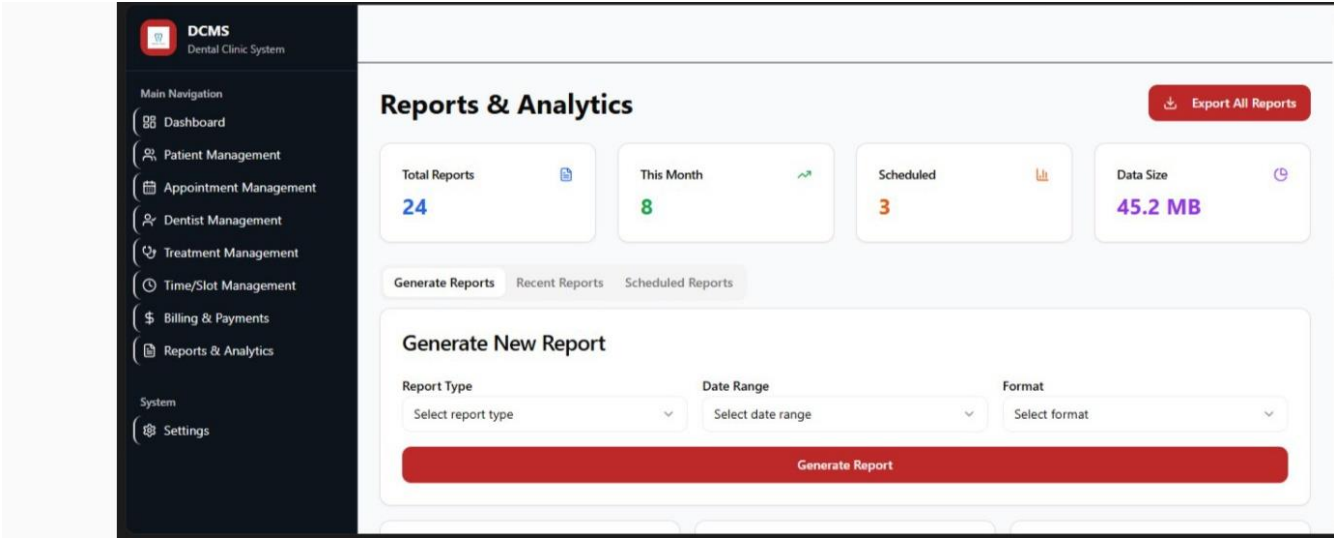 DCMS
Dental Clinic System
Main Navigation
Dashboard
Patient Management
Appointment Management
Dentist Management
Treatment Management
Time/Slot Management
Billing & Payments
Reports & Analytics
System
Settings
Reports & Analytics
Export All Reports
Total Reports
24
This Month
8
Scheduled
3
Data Size
45.2 MB
Generate Reports Recent Reports Scheduled Reports
Generate New Report
Report Type
Select report type
Date Range
Select date range
Format
Select format
Generate Report